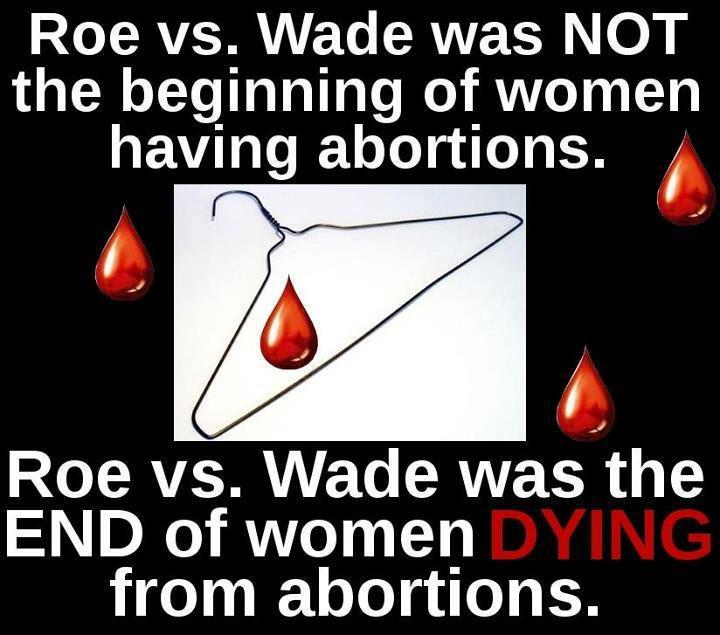 Roe vs. Wade was NOT
the beginning of women
having abortions.
Roe vs. Wade was the
END of women DYING
from abortions.